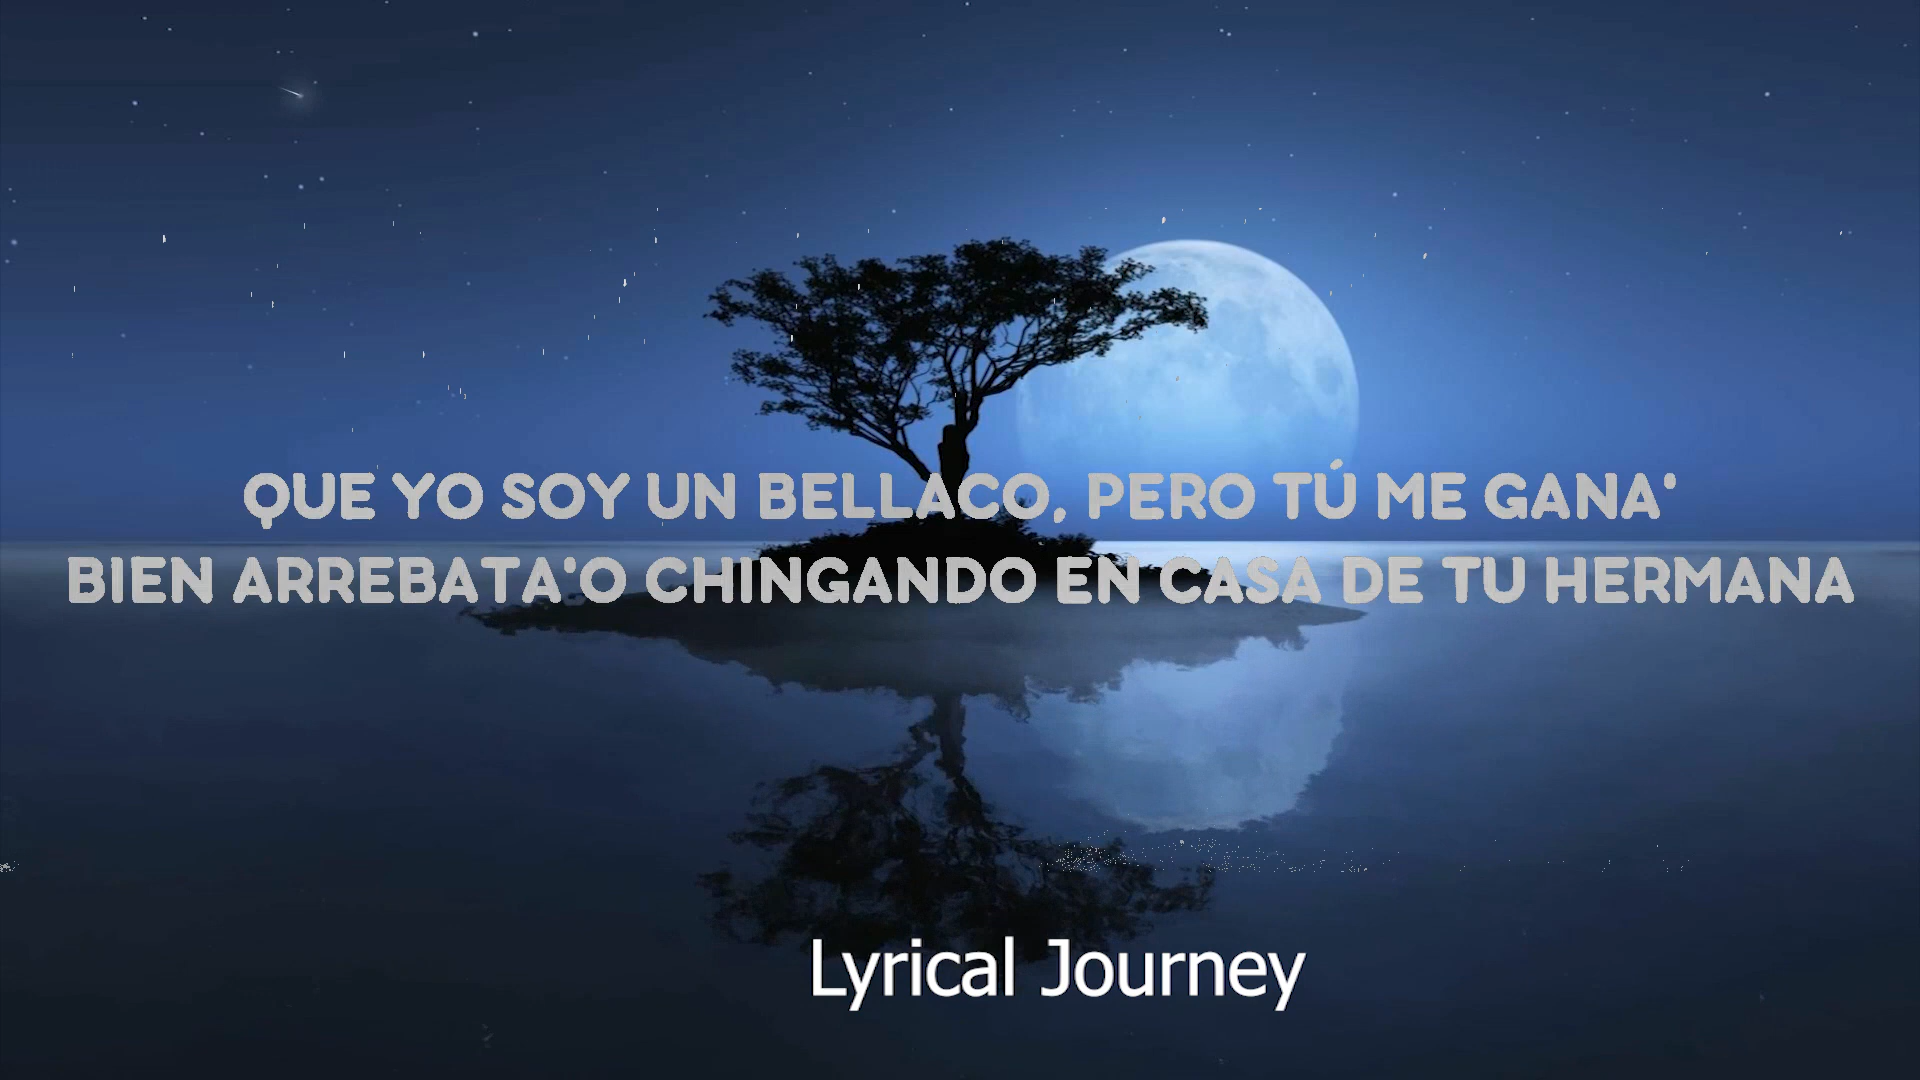 QUE YO SOY UN BELLACO, PERO TÚ ME GANA'
BIEN ARREBATA'O CHINGANDO EN CASA DE TU HERMANA
Lyrical Journey